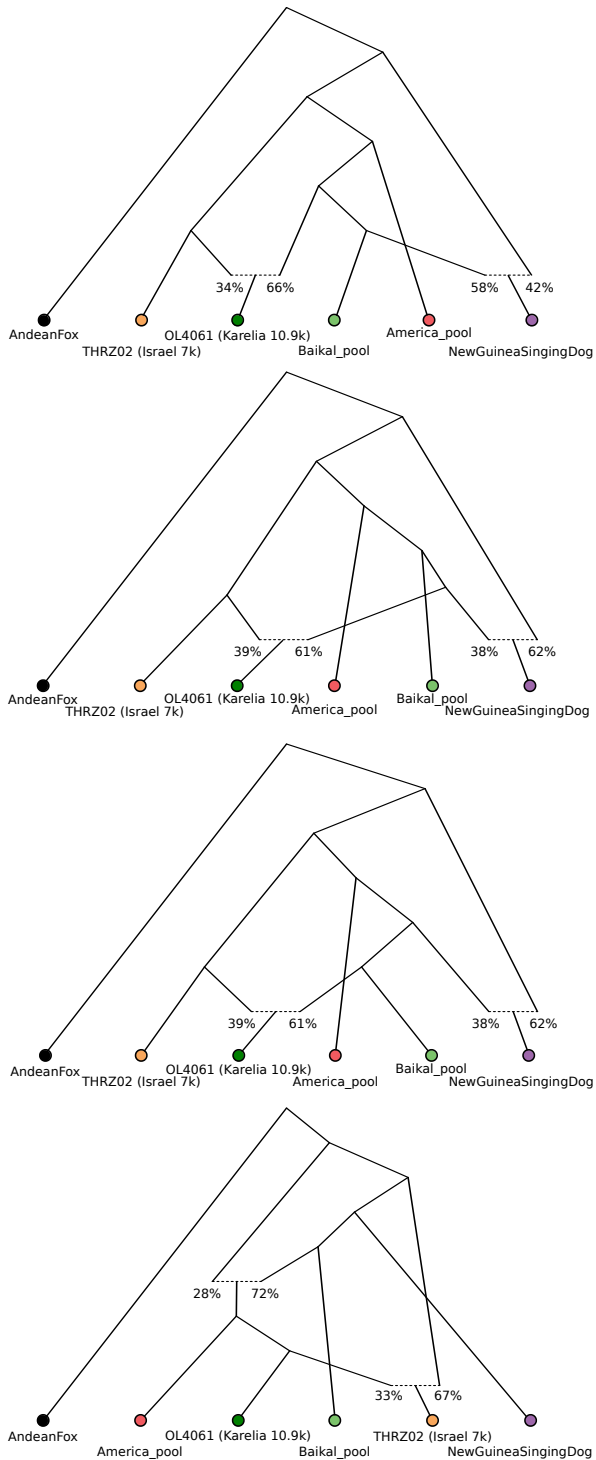 34% 66% 58% 42%
AndeanFox OL4061 (Karelia 10.9k) America_pool
THRZ02 (Israel 7k) Baikal_pool NewGuineaSingingDog
39% 61% 38% 62%
AndeanFox OL4061 (Karelia 10.9k) Baikal_pool
THRZ02 (Israel 7k) America_pool NewGuineaSingingDog
39% 61% 38% 62%
AndeanFox OL4061 (Karelia 10.9k) Baikal_pool
THRZ02 (Israel 7k) America_pool NewGuineaSingingDog
28% 72%
33% 67%
AndeanFox OL4061 (Karelia 10.9k) THRZ02 (Israel 7k)
America_pool Baikal_pool NewGuineaSingingDog